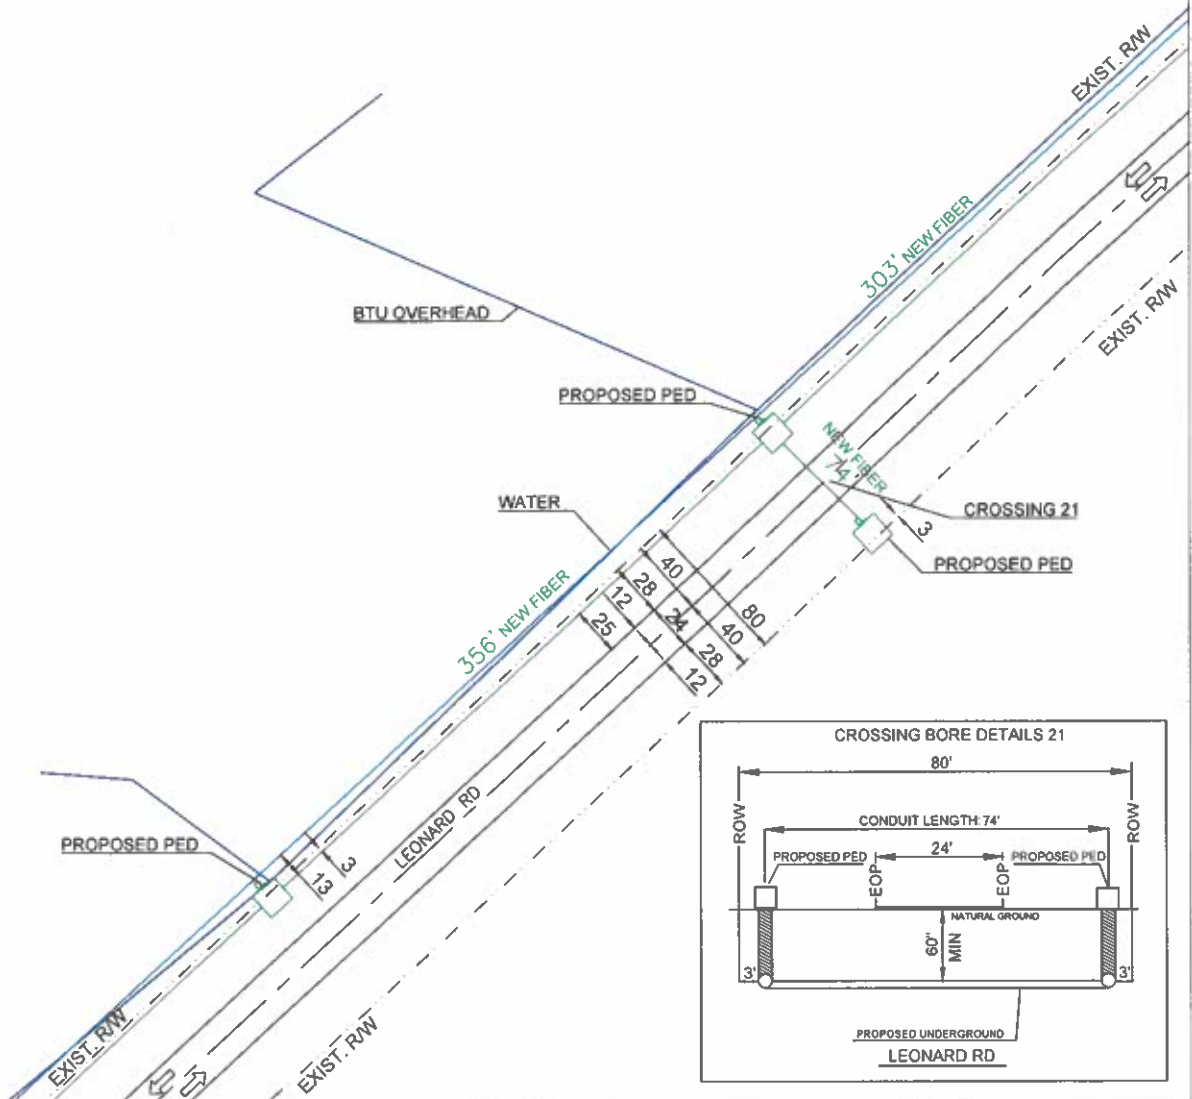 EXIST. R/W
303' NEW FIBER
EXIST. R/W
BTU OVERHEAD
PROPOSED PED
NEW FIBER
74'
WATER
CROSSING 21
3
PROPOSED PED
356' NEW FIBER
40
28
12
25
24
80
40
28
12
LEONARD RD
PROPOSED PED
3
13
EXIST. R/W
EXIST. R/W
CROSSING BORE DETAILS 21
80'
ROW
ROW
CONDUIT LENGTH: 74'
PROPOSED PED
24'
PROPOSED PED
EOP
EOP
NATURAL GROUND
60"
MIN
3'
3'
PROPOSED UNDERGROUND
LEONARD RD